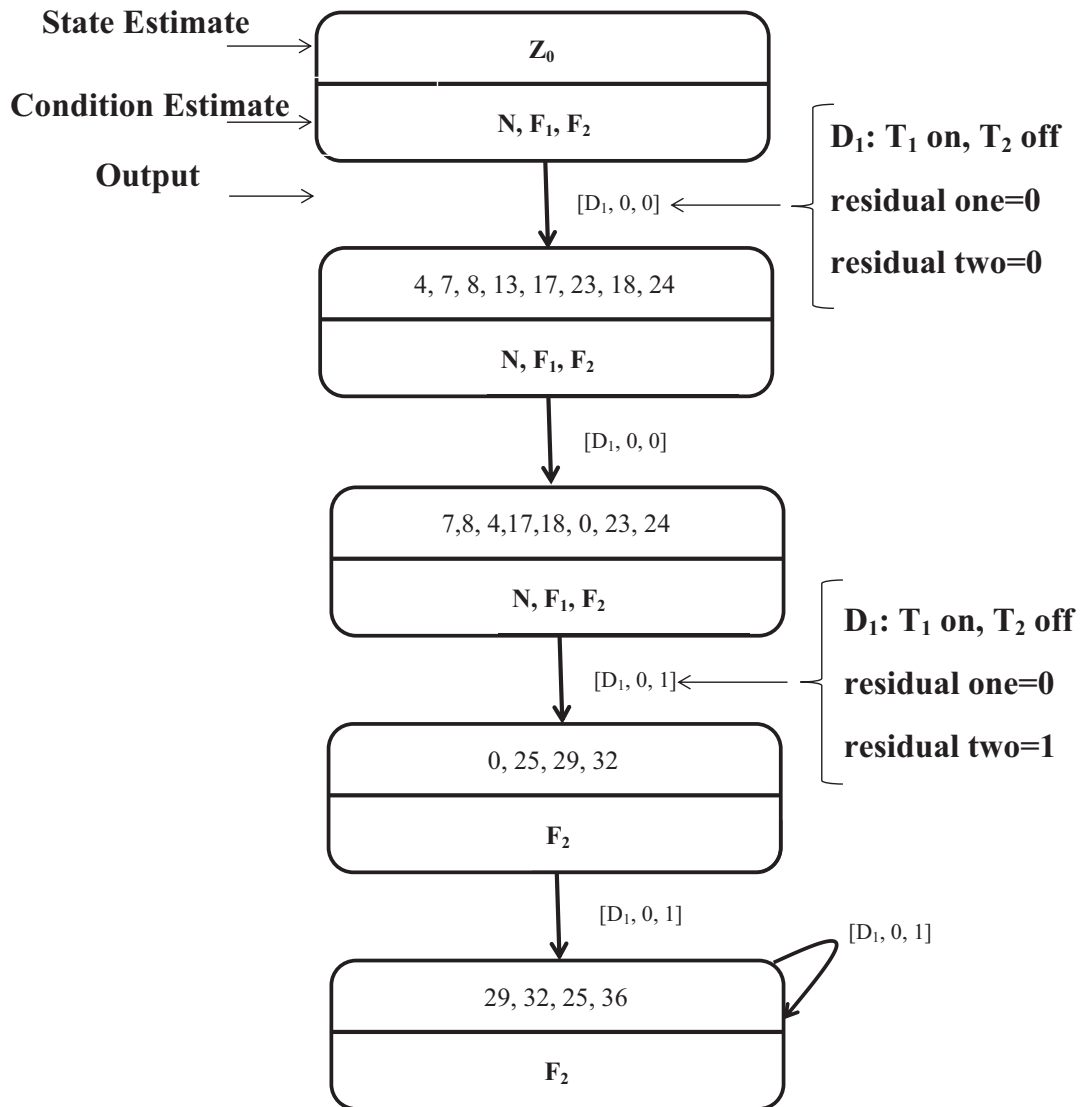 State Estimate
Z₀
Condition Estimate
N, F₁, F₂
Output
[D₁, 0, 0]
D₁: T₁ on, T₂ off
residual one=0
residual two=0
4, 7, 8, 13, 17, 23, 18, 24
N, F₁, F₂
[D₁, 0, 0]
7,8, 4,17,18, 0, 23, 24
N, F₁, F₂
[D₁, 0, 1]
D₁: T₁ on, T₂ off
residual one=0
residual two=1
0, 25, 29, 32
F₂
[D₁, 0, 1]
[D₁, 0, 1]
29, 32, 25, 36
F₂